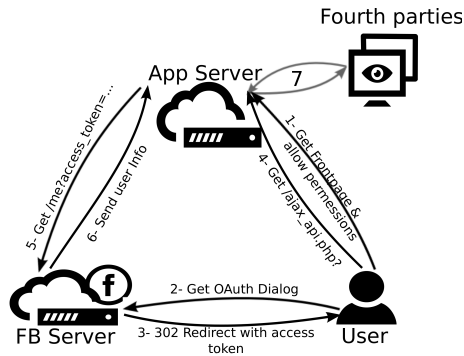 Fourth parties
App Server
7
1- Get Frontpage &
allow permessions
4- Get /ajax_api.php?
5- Get /me?access_token=...
6- Send user Info
f
2- Get OAuth Dialog
3- 302 Redirect with access
token
FB Server
User